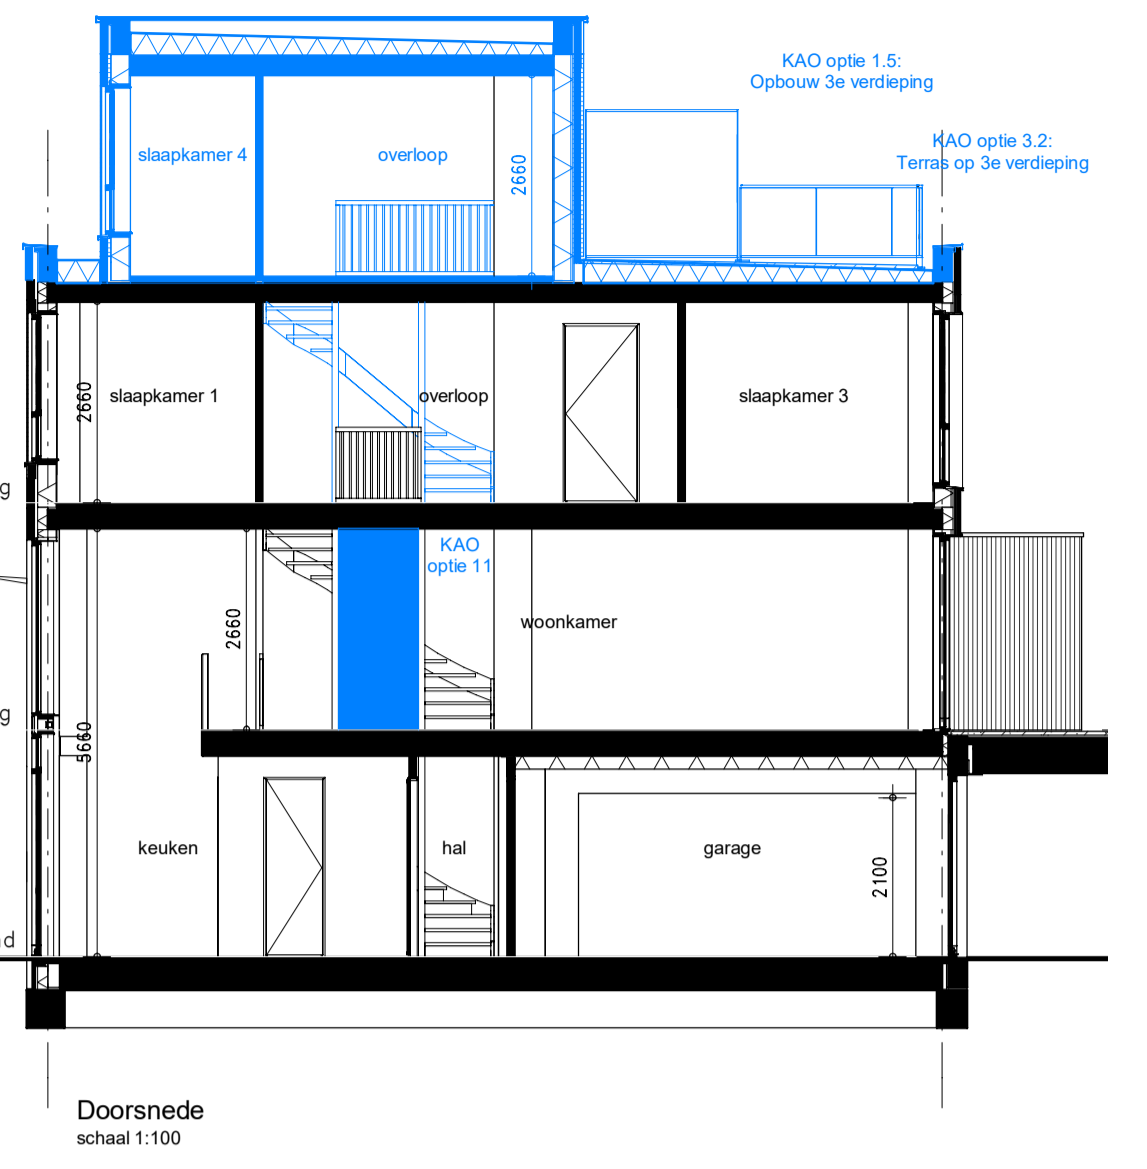 KAO optie 1.5:
Opbouw 3e verdieping
KAO optie 3.2:
Terras op 3e verdieping
slaapkamer 4
overloop
2660
2660
slaapkamer 1
overloop
slaapkamer 3
g
KAO
optie 11
2660
woonkamer
g
5660
keuken
hal
garage
2100
d
Doorsnede
schaal 1:100